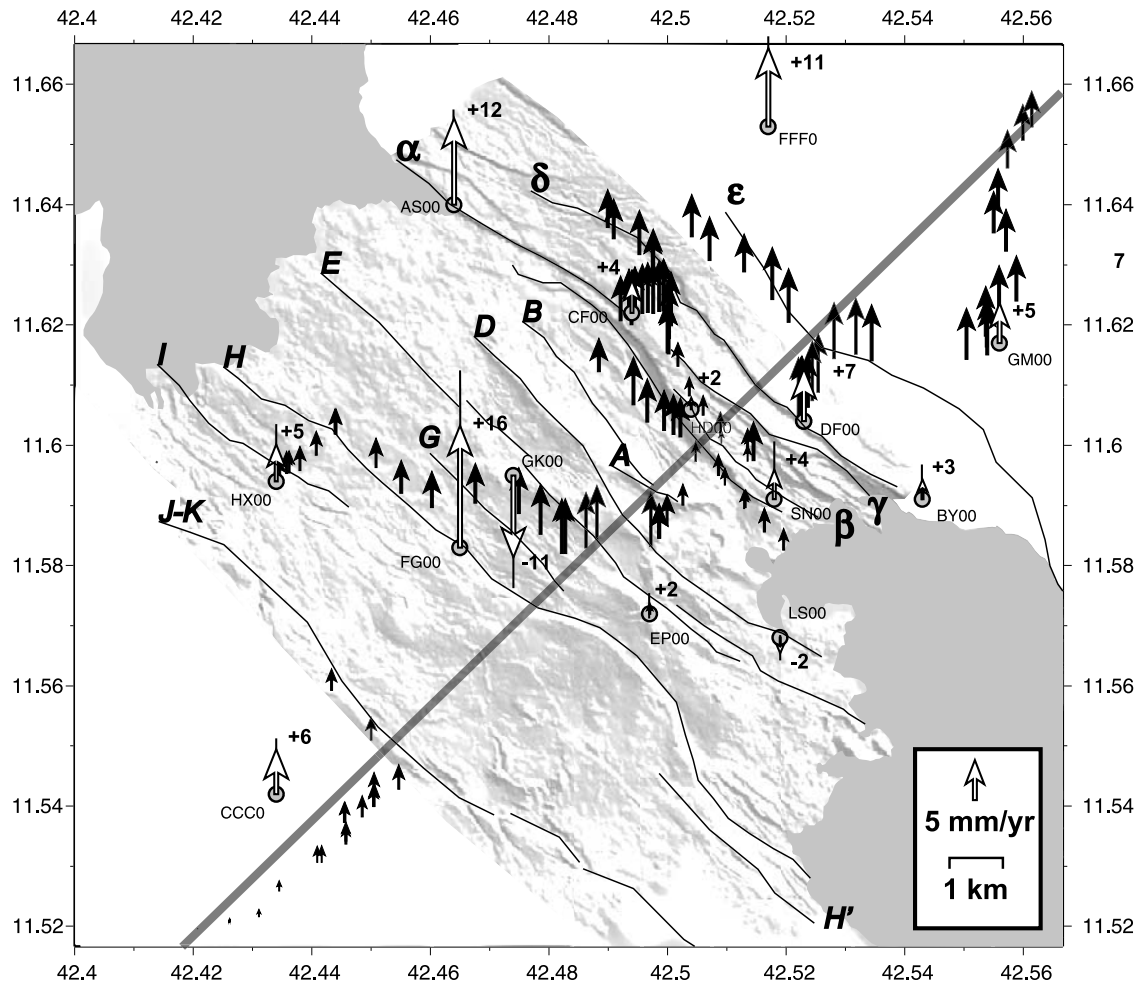 42.4 42.42 42.44 42.46 42.48 42.5 42.52 42.54 42.56
11.66 11.66
+11
+12
FFF0
α
δ
ε
11.64 11.64
AS00
E
+4
7
B
CF00
+5
D
11.62 11.62
GM00
I
H
+2
+7
HD00
DF00
+16
+5
11.6 11.6
G
GK00
A
+4
+3
HX00
SN00
BY00
J-K
β
γ
FG00
-11
11.58 11.58
+2
LS00
EP00
-2
11.56 11.56
+6
5 mm/yr
11.54 11.54
CCC0
1 km
11.52 11.52
H'
42.4 42.42 42.44 42.46 42.48 42.5 42.52 42.54 42.56